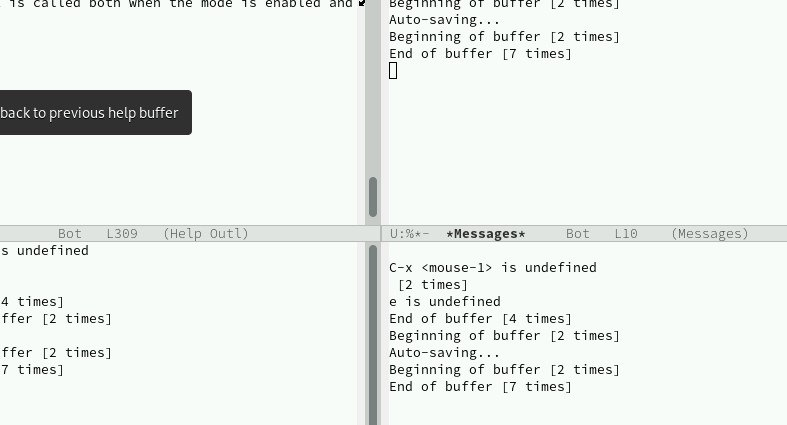 is called both when the mode is enabled and
back to previous help buffer
Bot L309 (Help Outl)
Beginning of buffer [2 times]
Auto-saving...
Beginning of buffer [2 times]
End of buffer [7 times]
U:%*- *Messages* Bot L10 (Messages)
s undefined
4 times]
ffer [2 times]
ffer [2 times]
7 times]
C-x <mouse-1> is undefined
[2 times]
e is undefined
End of buffer [4 times]
Beginning of buffer [2 times]
Auto-saving...
Beginning of buffer [2 times]
End of buffer [7 times]